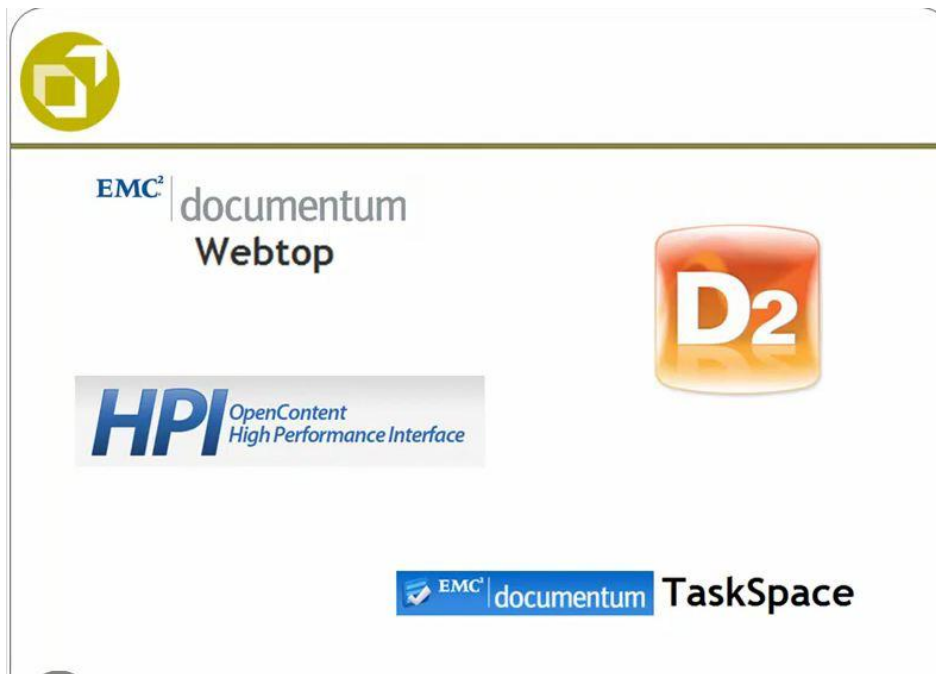 EMC²
documentum
Webtop
D2
HPI OpenContent
High Performance Interface
EMC² documentum TaskSpace